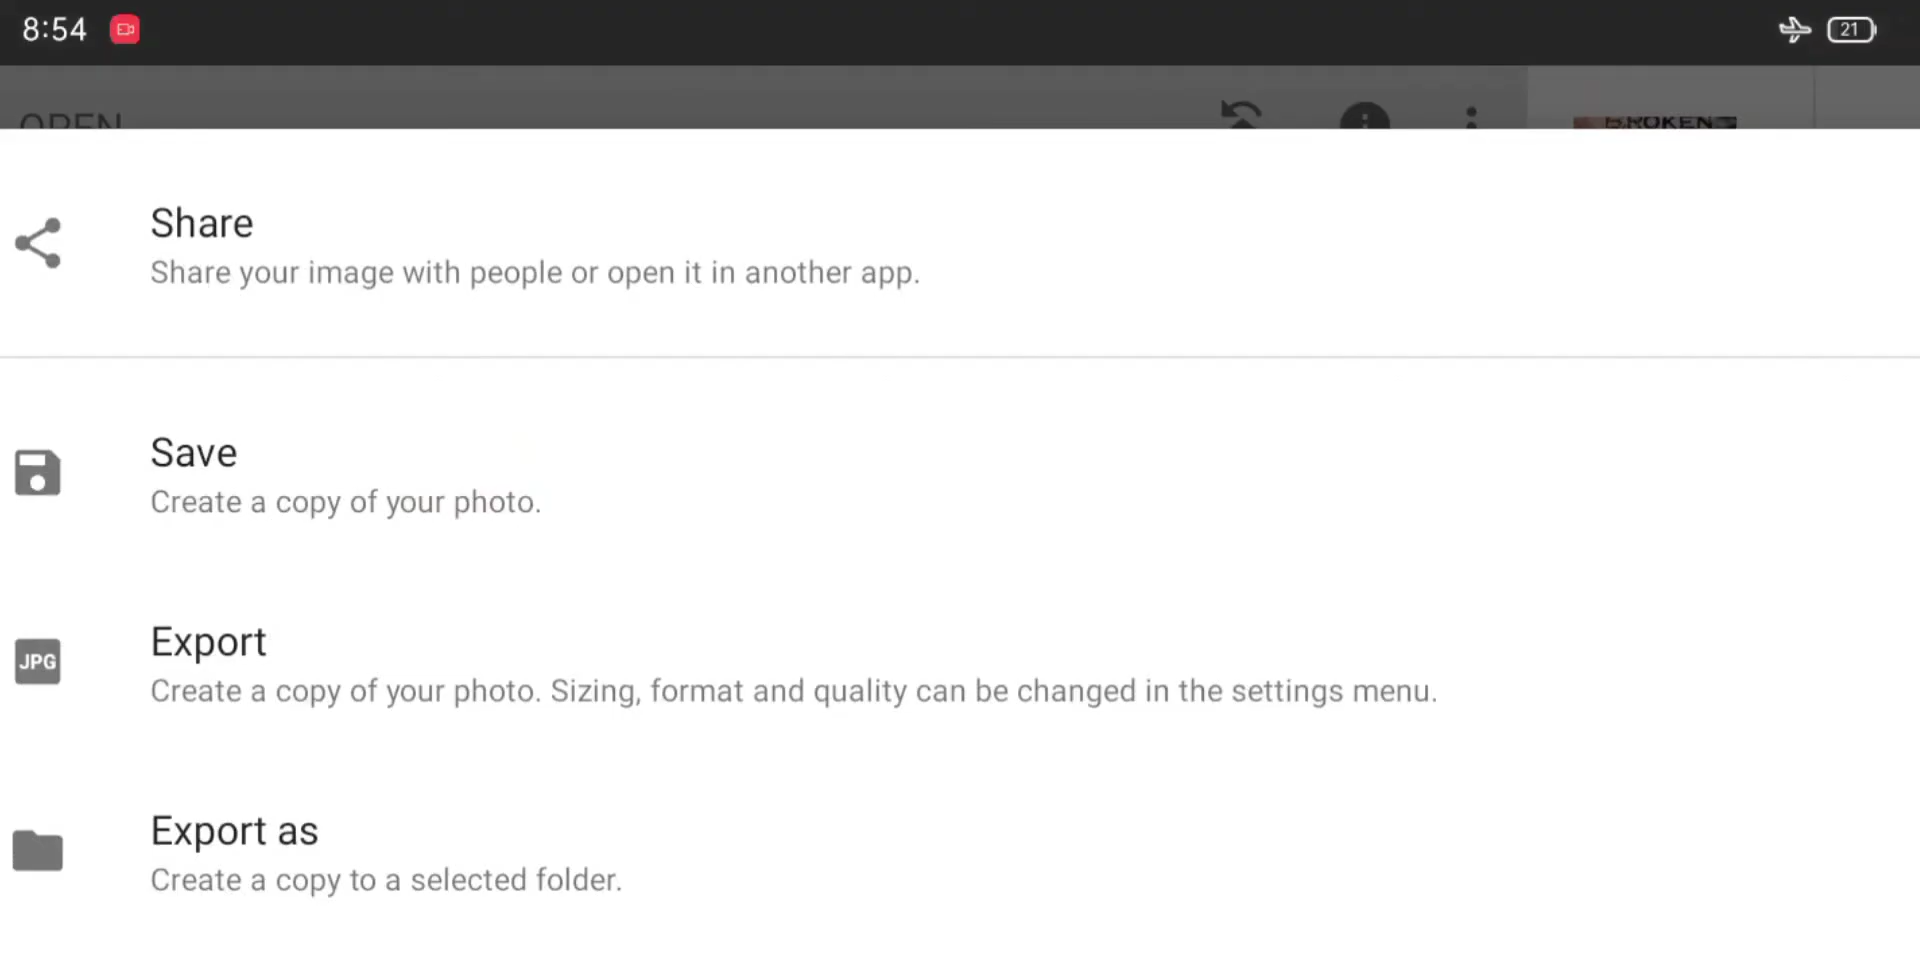 8:54
21
OPEN
BROKEN
Share
Share your image with people or open it in another app.
Save
Create a copy of your photo.
JPG
Export
Create a copy of your photo. Sizing, format and quality can be changed in the settings menu.
Export as
Create a copy to a selected folder.